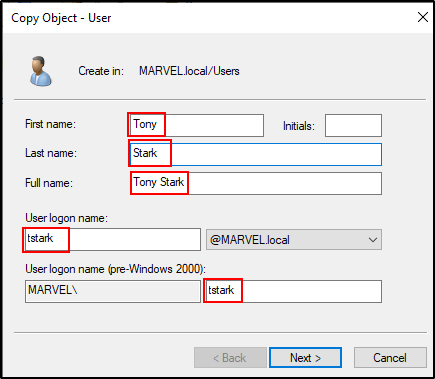 Copy Object - User
Create in: MARVEL.local/Users
First name: Tony Initials:
Last name: Stark
Full name: Tony Stark
User logon name:
tstark @MARVEL.local
User logon name (pre-Windows 2000):
MARVEL\ tstark
< Back Next > Cancel